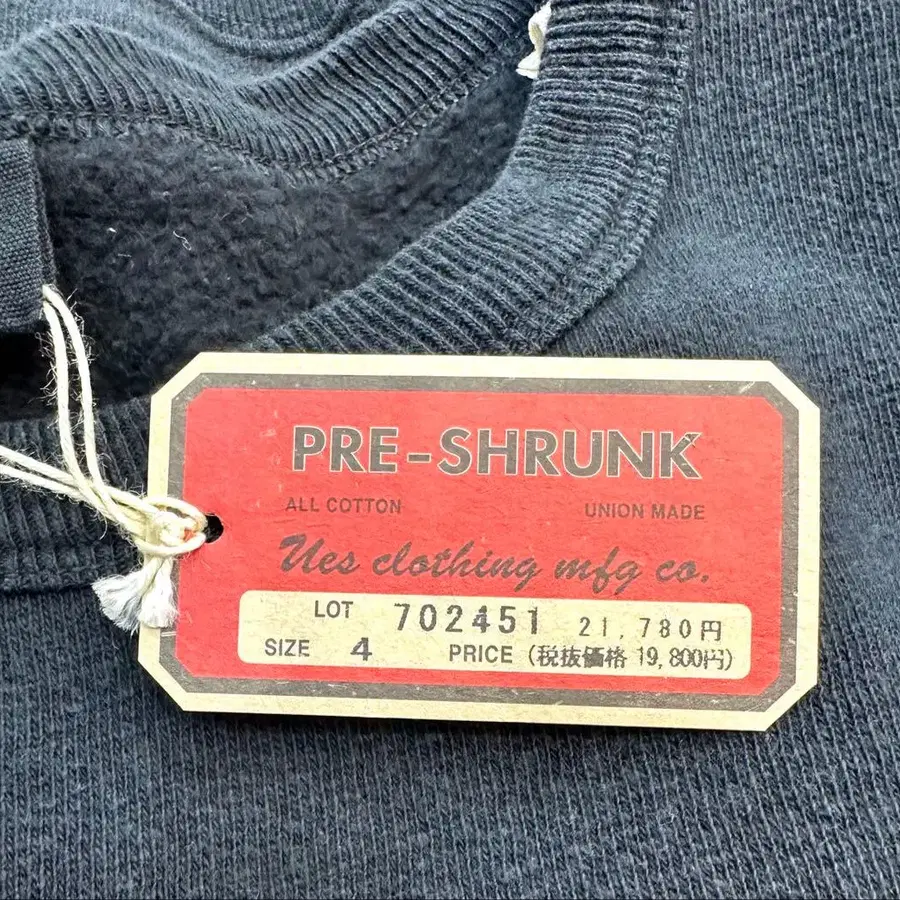 PRE-SHRUNK
ALL COTTON UNION MADE
Ues clothing mfg co.
LOT 702451 21,780円
SIZE 4 PRICE (税抜価格 19,800円)